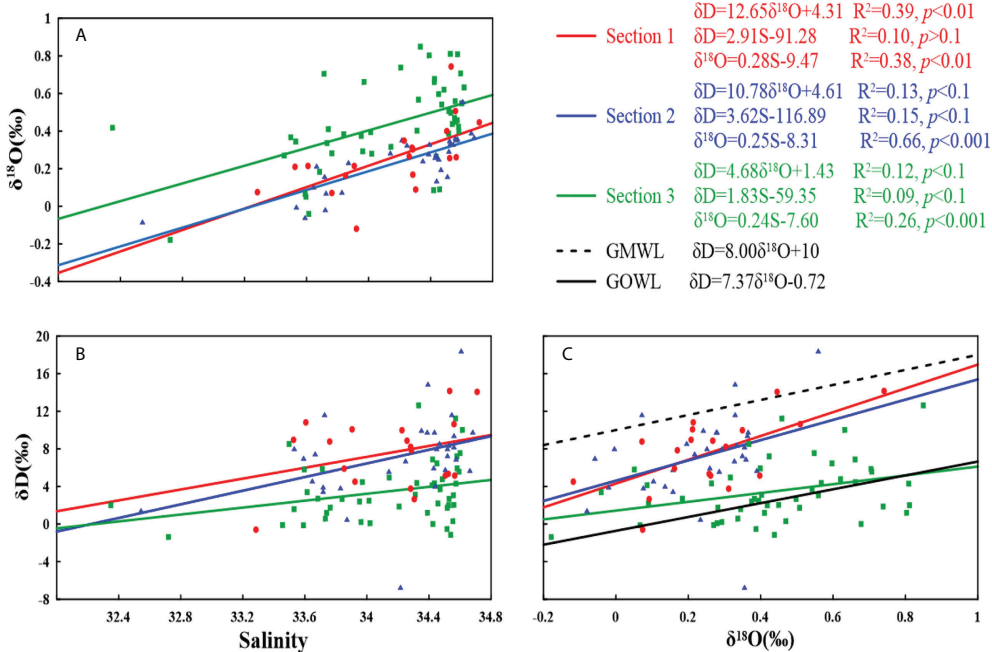 A
1
0.8
0.6
0.4
0.2
0
-0.2
-0.4
δ¹⁸O(‰)
δD=12.65δ¹⁸O+4.31 R²=0.39, p<0.01
Section 1 δD=2.91S-91.28 R²=0.10, p>0.1
δ¹⁸O=0.28S-9.47 R²=0.38, p<0.01
δD=10.78δ¹⁸O+4.61 R²=0.13, p<0.1
Section 2 δD=3.62S-116.89 R²=0.15, p<0.1
δ¹⁸O=0.25S-8.31 R²=0.66, p<0.001
δD=4.68δ¹⁸O+1.43 R²=0.12, p<0.1
Section 3 δD=1.83S-59.35 R²=0.09, p<0.1
δ¹⁸O=0.24S-7.60 R²=0.26, p<0.001
GMWL δD=8.00δ¹⁸O+10
GOWL δD=7.37δ¹⁸O-0.72
B
20
16
12
8
4
0
-4
-8
δD(‰)
32.4 32.8 33.2 33.6 34 34.4 34.8
Salinity
C
-0.2 0 0.2 0.4 0.6 0.8 1
δ¹⁸O(‰)